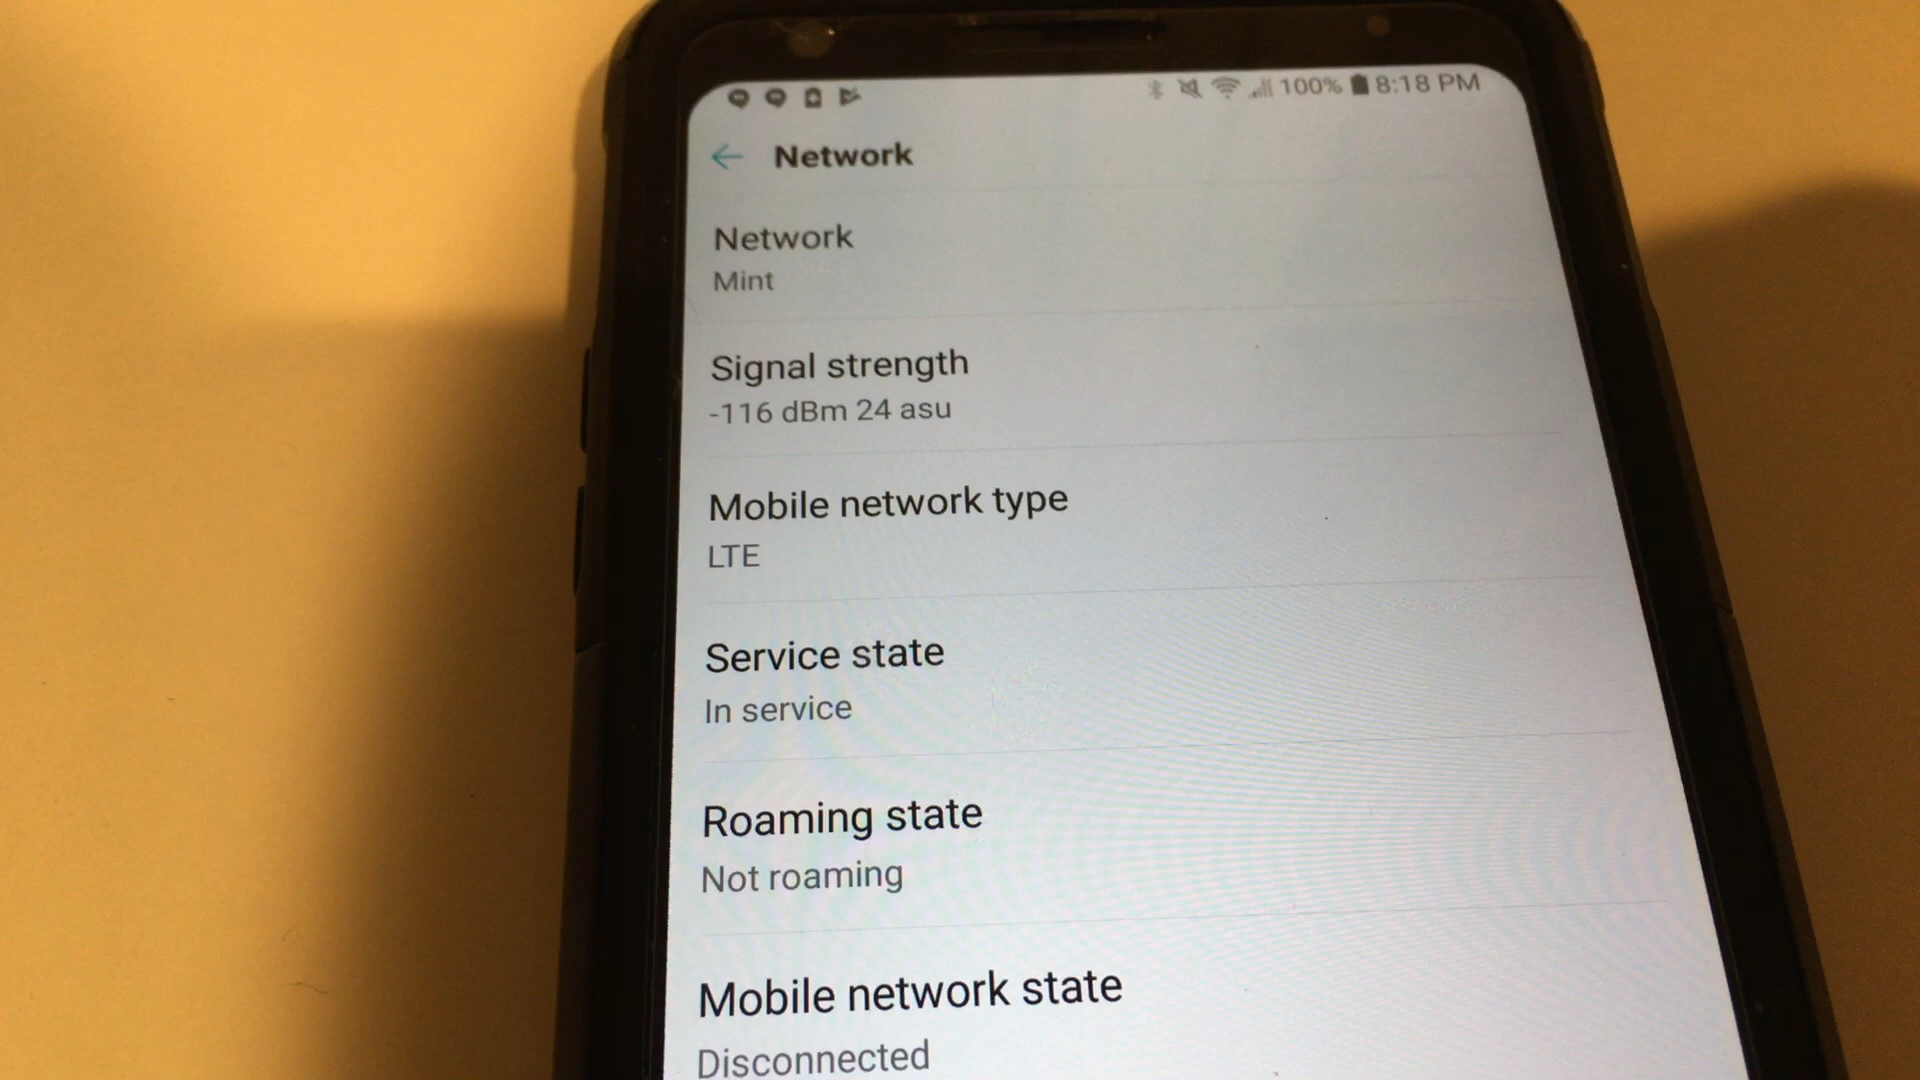 100% 8:18 PM
Network
Network
Mint
Signal strength
-116 dBm 24 asu
Mobile network type
LTE
Service state
In service
Roaming state
Not roaming
Mobile network state
Disconnected